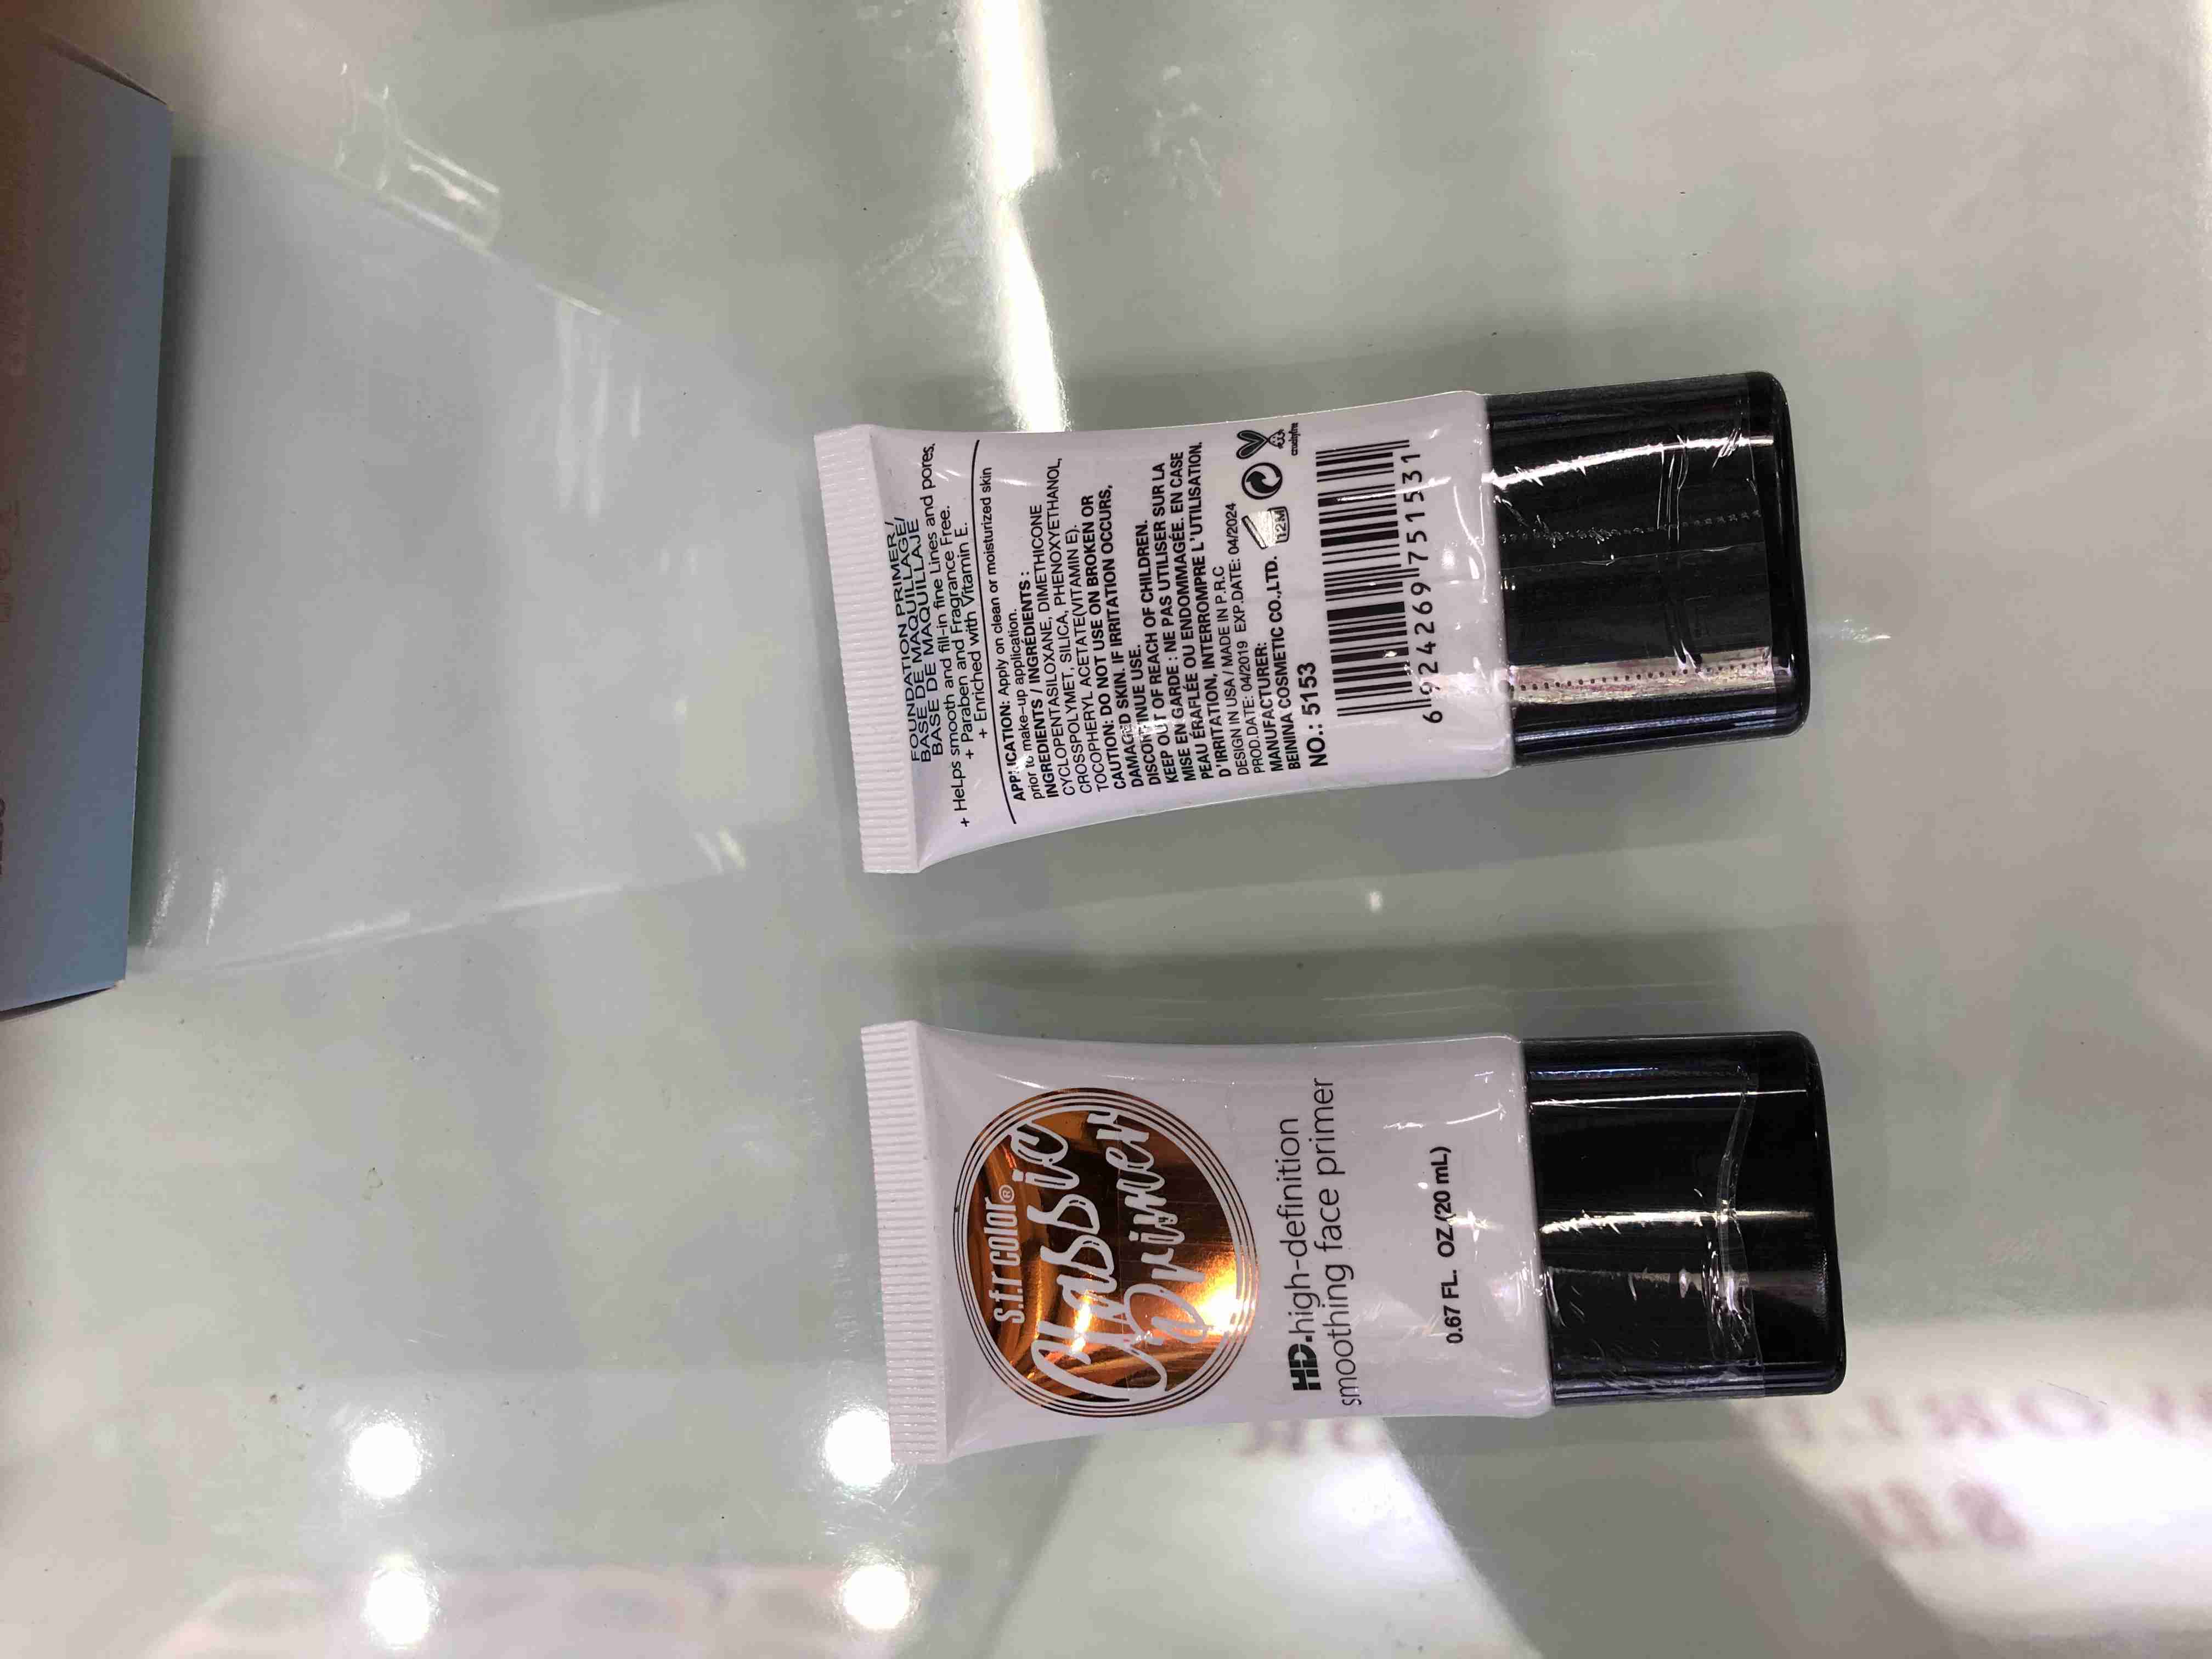 FOUNDATION PRIMER /
BASE DE MAQUILLAGE/
BASE DE MAQUILLAJE
+ Helps smooth and fill-in fine Lines and pores.
+ Paraben and Fragrance Free.
+ Enriched with Vitamin E.
APPLICATION: Apply on clean or moisturized skin
prior to make-up application.
INGREDIENTS / INGRÉDIENTS :
CYCLOPENTASILOXANE, DIMETHICONE
CROSSPOLYMET, SILICA, PHENOXYETHANOL,
TOCOPHERYL ACETATE(VITAMIN E).
CAUTION: DO NOT USE ON BROKEN OR
DAMAGED SKIN. IF IRRITATION OCCURS,
DISCONTINUE USE.
KEEP OUT OF REACH OF CHILDREN.
MISE EN GARDE : NE PAS UTILISER SUR LA
PEAU ÉRAFLÉE OU ENDOMMAGÉE. EN CASE
D'IRRITATION, INTERROMPRE L'UTILISATION.
DESIGN IN USA / MADE IN P.R.C
PROD.DATE: 04/2019 EXP.DATE: 04/2024
MANUFACTURER:
BEININA COSMETIC CO.,LTD.
12M
NO.: 5153
6 924269 751531
s.f.r color®
Classic
Primer
HD-high-definition
smoothing face primer
0.67 FL. OZ/(20 mL)